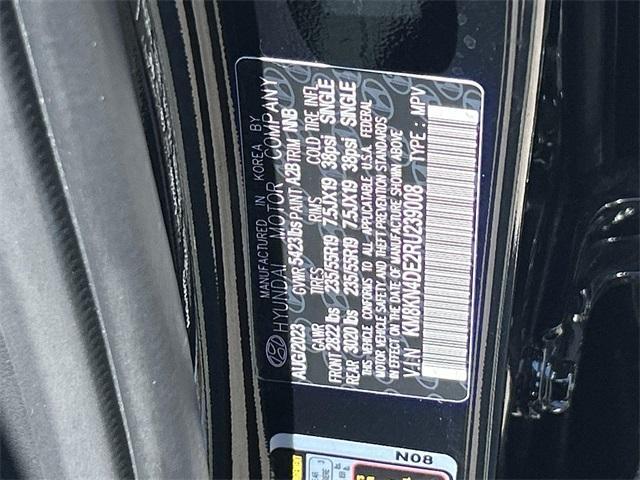 MANUFACTURED IN KOREA BY
HYUNDAI MOTOR COMPANY
AUG/2023 GVWR 5423 lbs PAINT A2B TRIM NNB
GAWR TIRES RIMS COLD TIRE INFL.
FRONT 2822 lbs 235/55R19 7.5JX19 38psi SINGLE
REAR 3020 lbs 235/55R19 7.5JX19 38psi SINGLE
THIS VEHICLE CONFORMS TO ALL APPLICABLE U.S.A. FEDERAL
MOTOR VEHICLE SAFETY AND THEFT PREVENTION STANDARDS
IN EFFECT ON THE DATE OF MANUFACTURE SHOWN ABOVE
VIN KM8KN4DE2RU239008 TYPE : MPV
N08